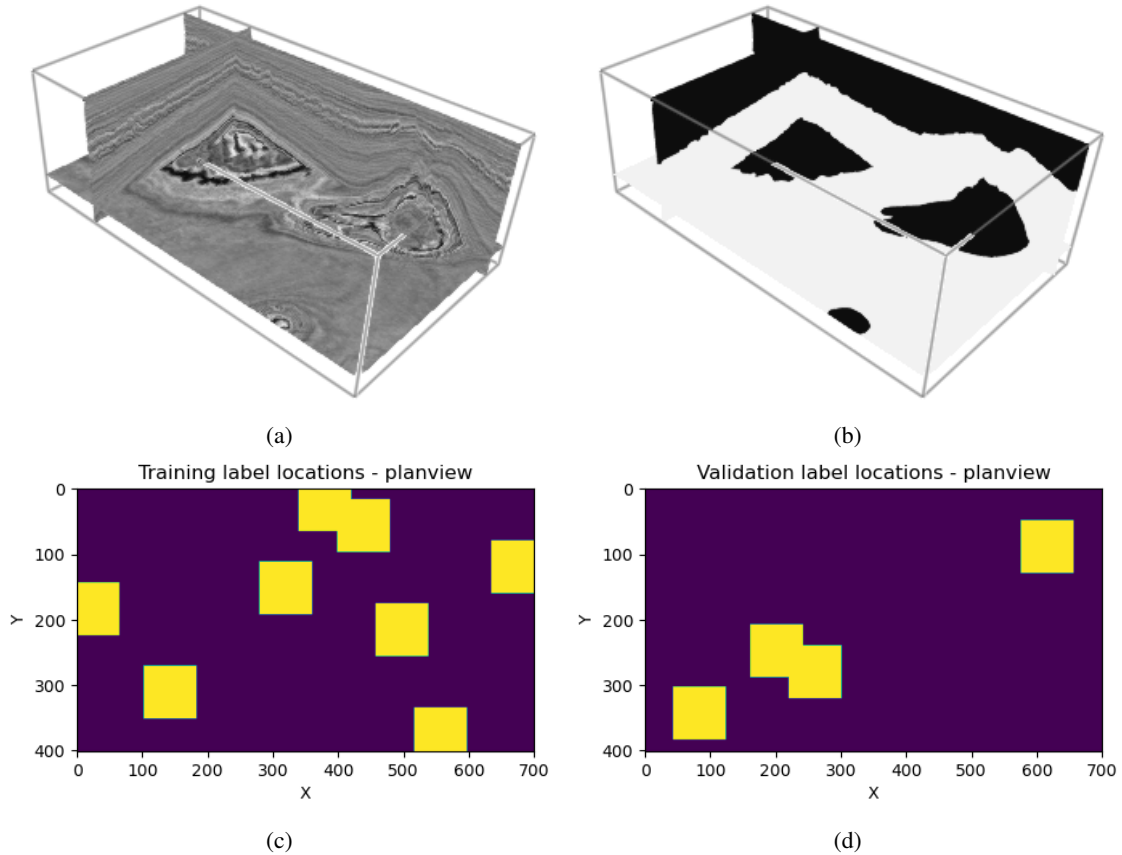 (a)
(b)
Training label locations - planview
0
100
200
300
400
Y
0 100 200 300 400 500 600 700
X
Validation label locations - planview
0
100
200
300
400
Y
0 100 200 300 400 500 600 700
X
(c)
(d)